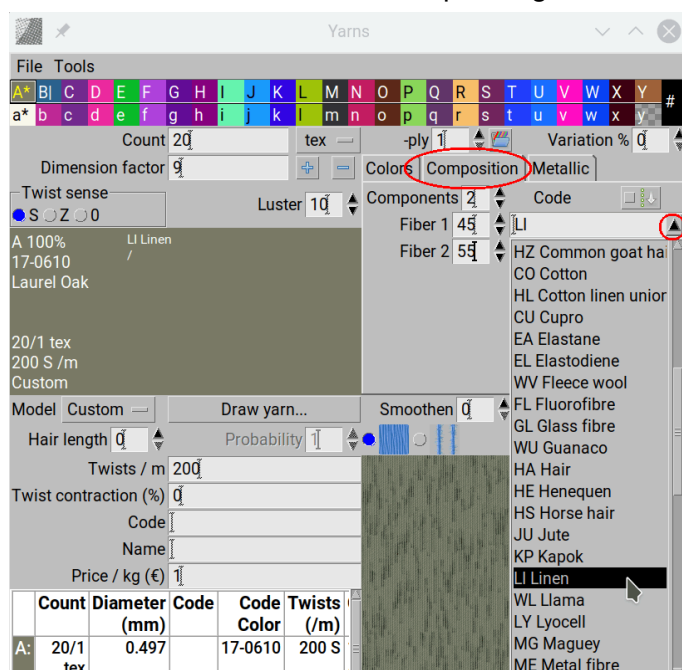 Yarns
File Tools
A* B| C D E F G H I J K L M N O P Q R S T U V W X Y #
a* b c d e f g h i j k l m n o p q r s t u v w x y
Count 20 tex -ply 1 Variation % 0
Dimension factor 9 Colors Composition Metallic
Twist sense
S Z 0 Luster 10 Components 2 Code
Fiber 1 45 LI
Fiber 2 55
A 100% LI Linen
17-0610 /
Laurel Oak
20/1 tex
200 S /m
Custom
HZ Common goat hai
CO Cotton
HL Cotton linen union
CU Cupro
EA Elastane
EL Elastodiene
WV Fleece wool
FL Fluorofibre
GL Glass fibre
WU Guanaco
HA Hair
HE Henequen
HS Horse hair
JU Jute
KP Kapok
LI Linen
WL Llama
LY Lyocell
MG Maguey
ME Metal fibre
Model Custom Draw yarn... Smoothen 0
Hair length 0 Probability 1
Twists / m 200
Twist contraction (%) 0
Code
Name
Price / kg (€) 1
Count Diameter (mm) Code Code Color Twists (/m)
A: 20/1 tex 0.497 17-0610 200 S